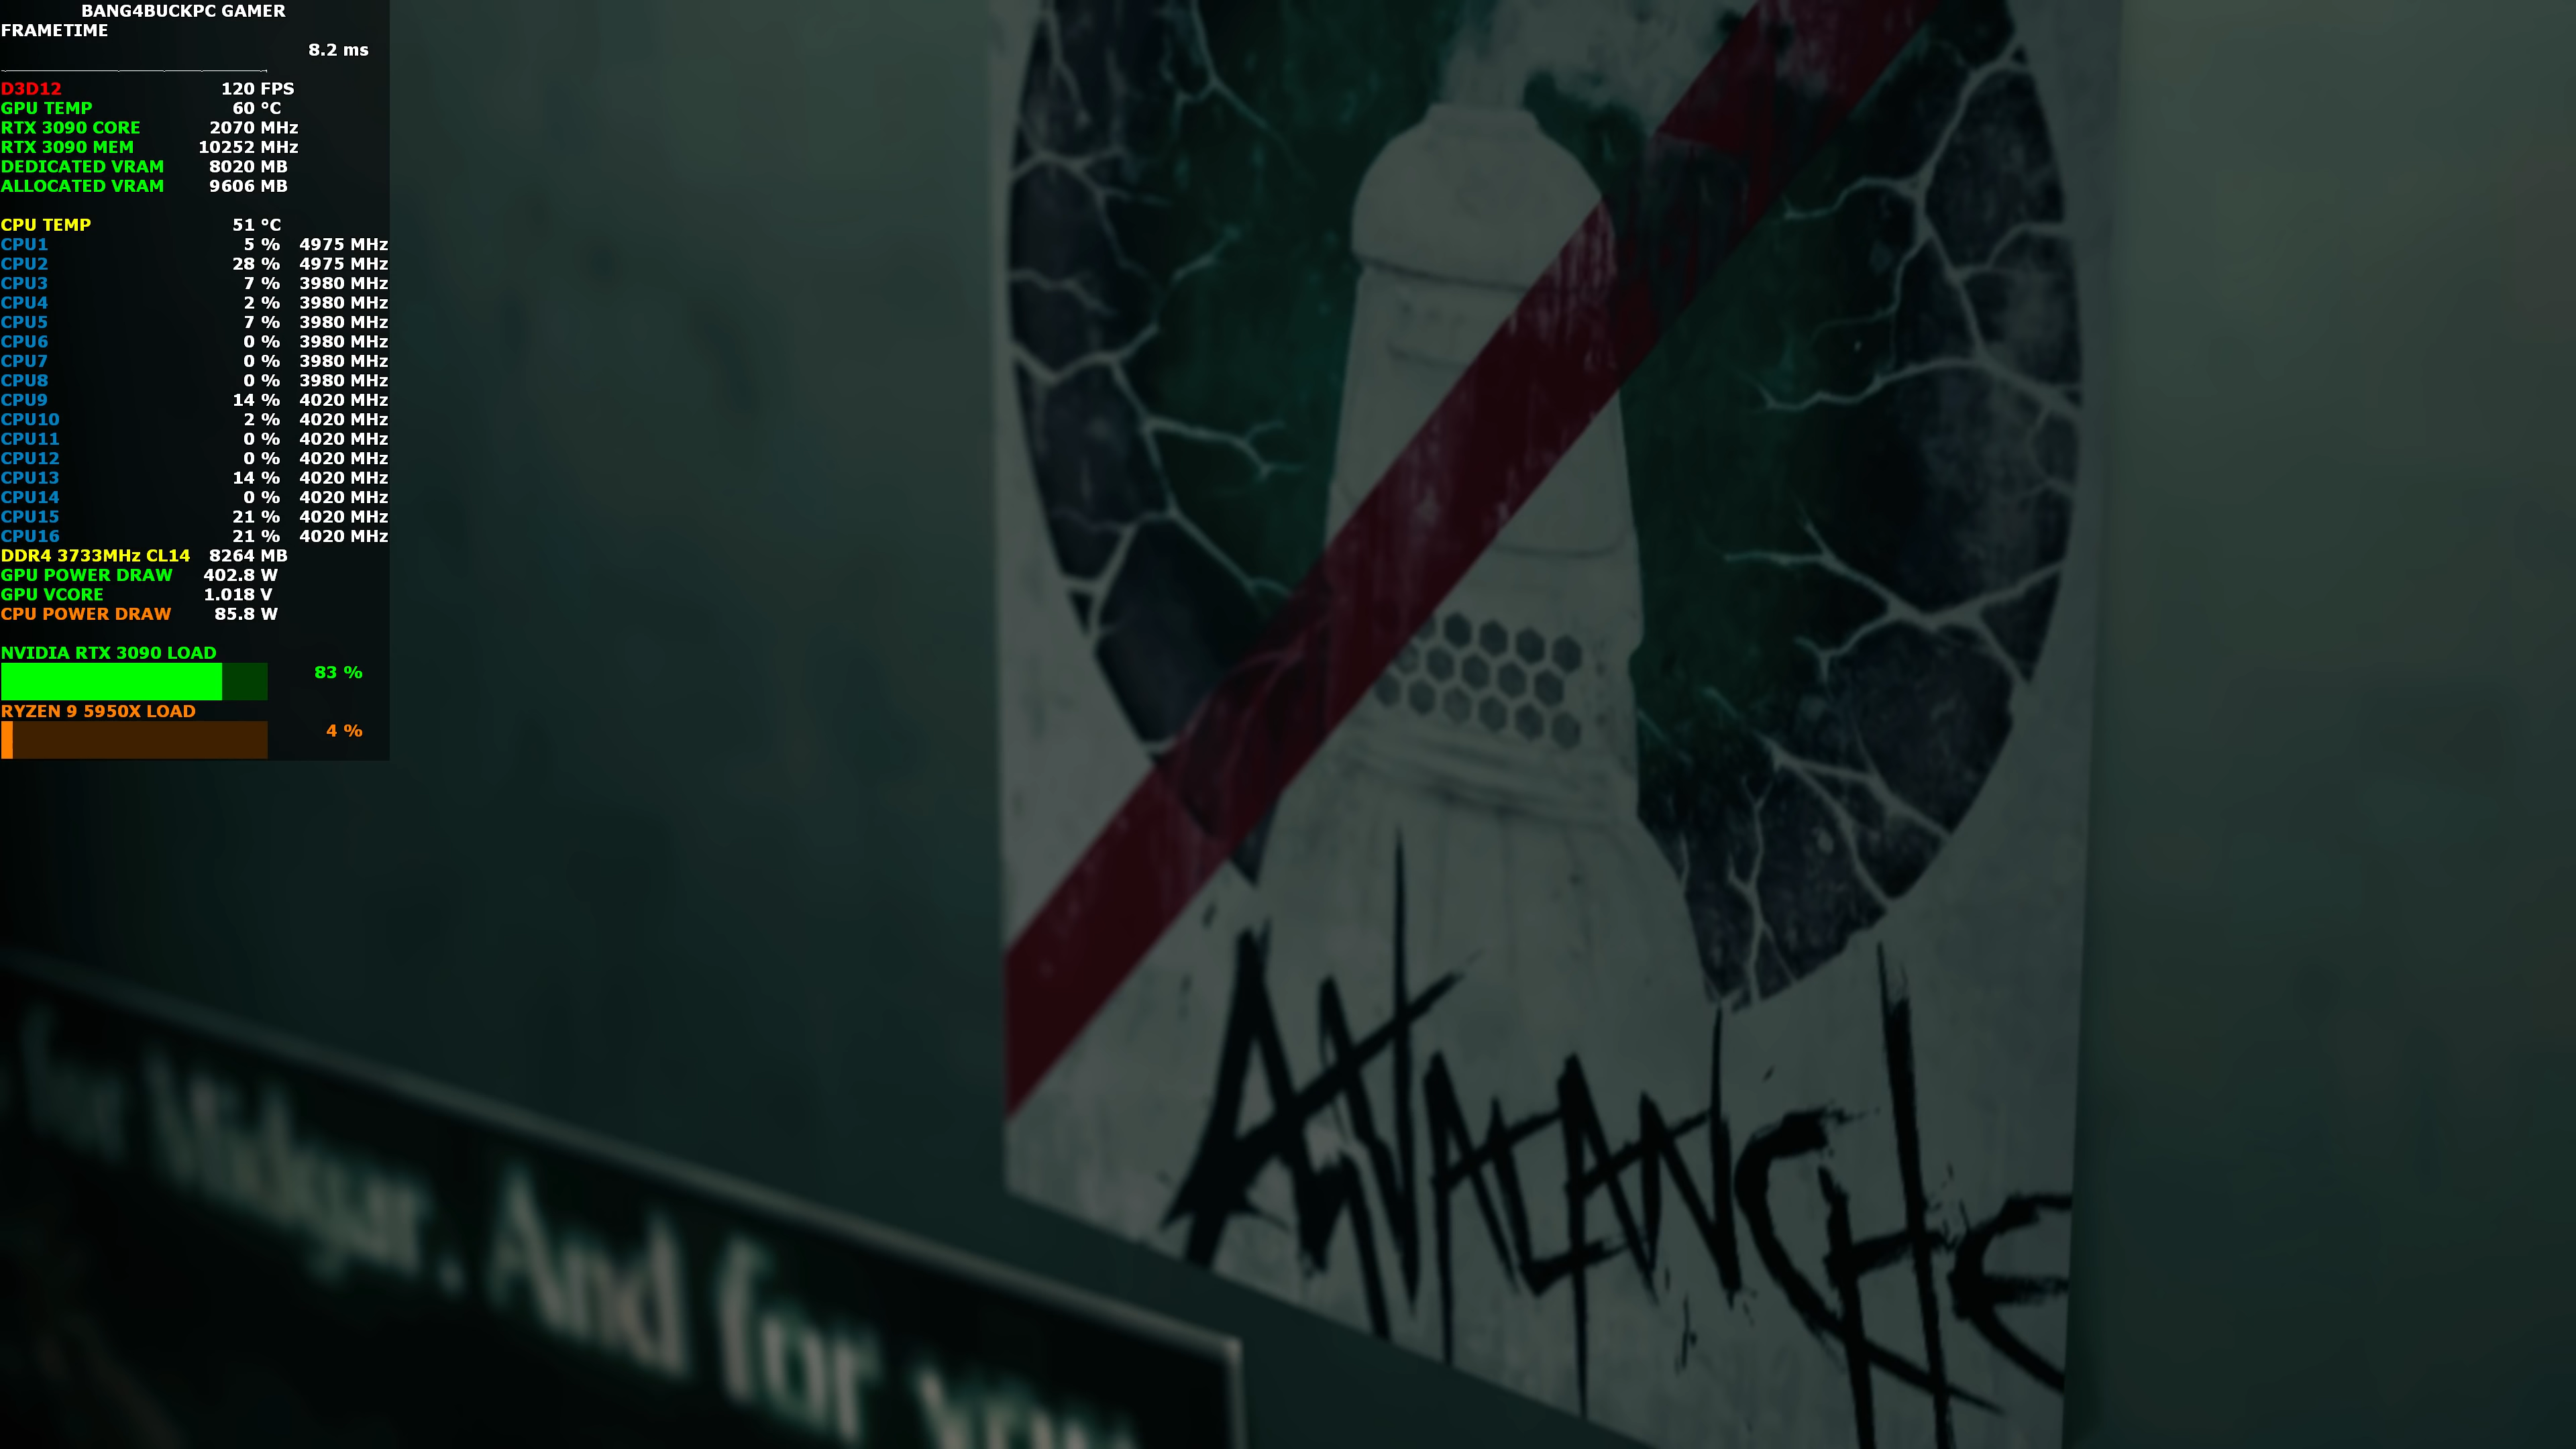 BANG4BUCKPC GAMER
FRAMETIME
8.2 ms
D3D12 120 FPS
GPU TEMP 60 °C
RTX 3090 CORE 2070 MHz
RTX 3090 MEM 10252 MHz
DEDICATED VRAM 8020 MB
ALLOCATED VRAM 9606 MB
CPU TEMP 51 °C
CPU1 5 % 4975 MHz
CPU2 28 % 4975 MHz
CPU3 7 % 3980 MHz
CPU4 2 % 3980 MHz
CPU5 7 % 3980 MHz
CPU6 0 % 3980 MHz
CPU7 0 % 3980 MHz
CPU8 0 % 3980 MHz
CPU9 14 % 4020 MHz
CPU10 2 % 4020 MHz
CPU11 0 % 4020 MHz
CPU12 0 % 4020 MHz
CPU13 14 % 4020 MHz
CPU14 0 % 4020 MHz
CPU15 21 % 4020 MHz
CPU16 21 % 4020 MHz
DDR4 3733MHz CL14 8264 MB
GPU POWER DRAW 402.8 W
GPU VCORE 1.018 V
CPU POWER DRAW 85.8 W
NVIDIA RTX 3090 LOAD
83 %
RYZEN 9 5950X LOAD
4 %
AVALANCHE
for Midgar. And for you